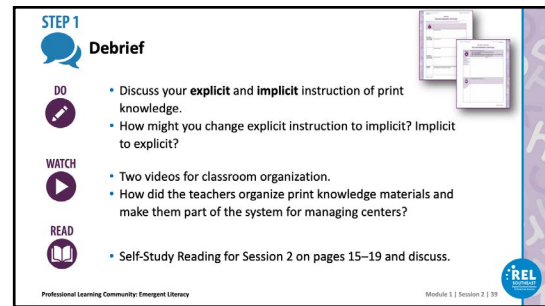 STEP 1
Debrief
DO
• Discuss your explicit and implicit instruction of print
knowledge.
• How might you change explicit instruction to implicit? Implicit
to explicit?
WATCH
• Two videos for classroom organization.
• How did the teachers organize print knowledge materials and
make them part of the system for managing centers?
READ
• Self-Study Reading for Session 2 on pages 15–19 and discuss.
REL
SOUTHEAST
Professional Learning Community: Emergent Literacy
Module 1 | Session 2 | 39